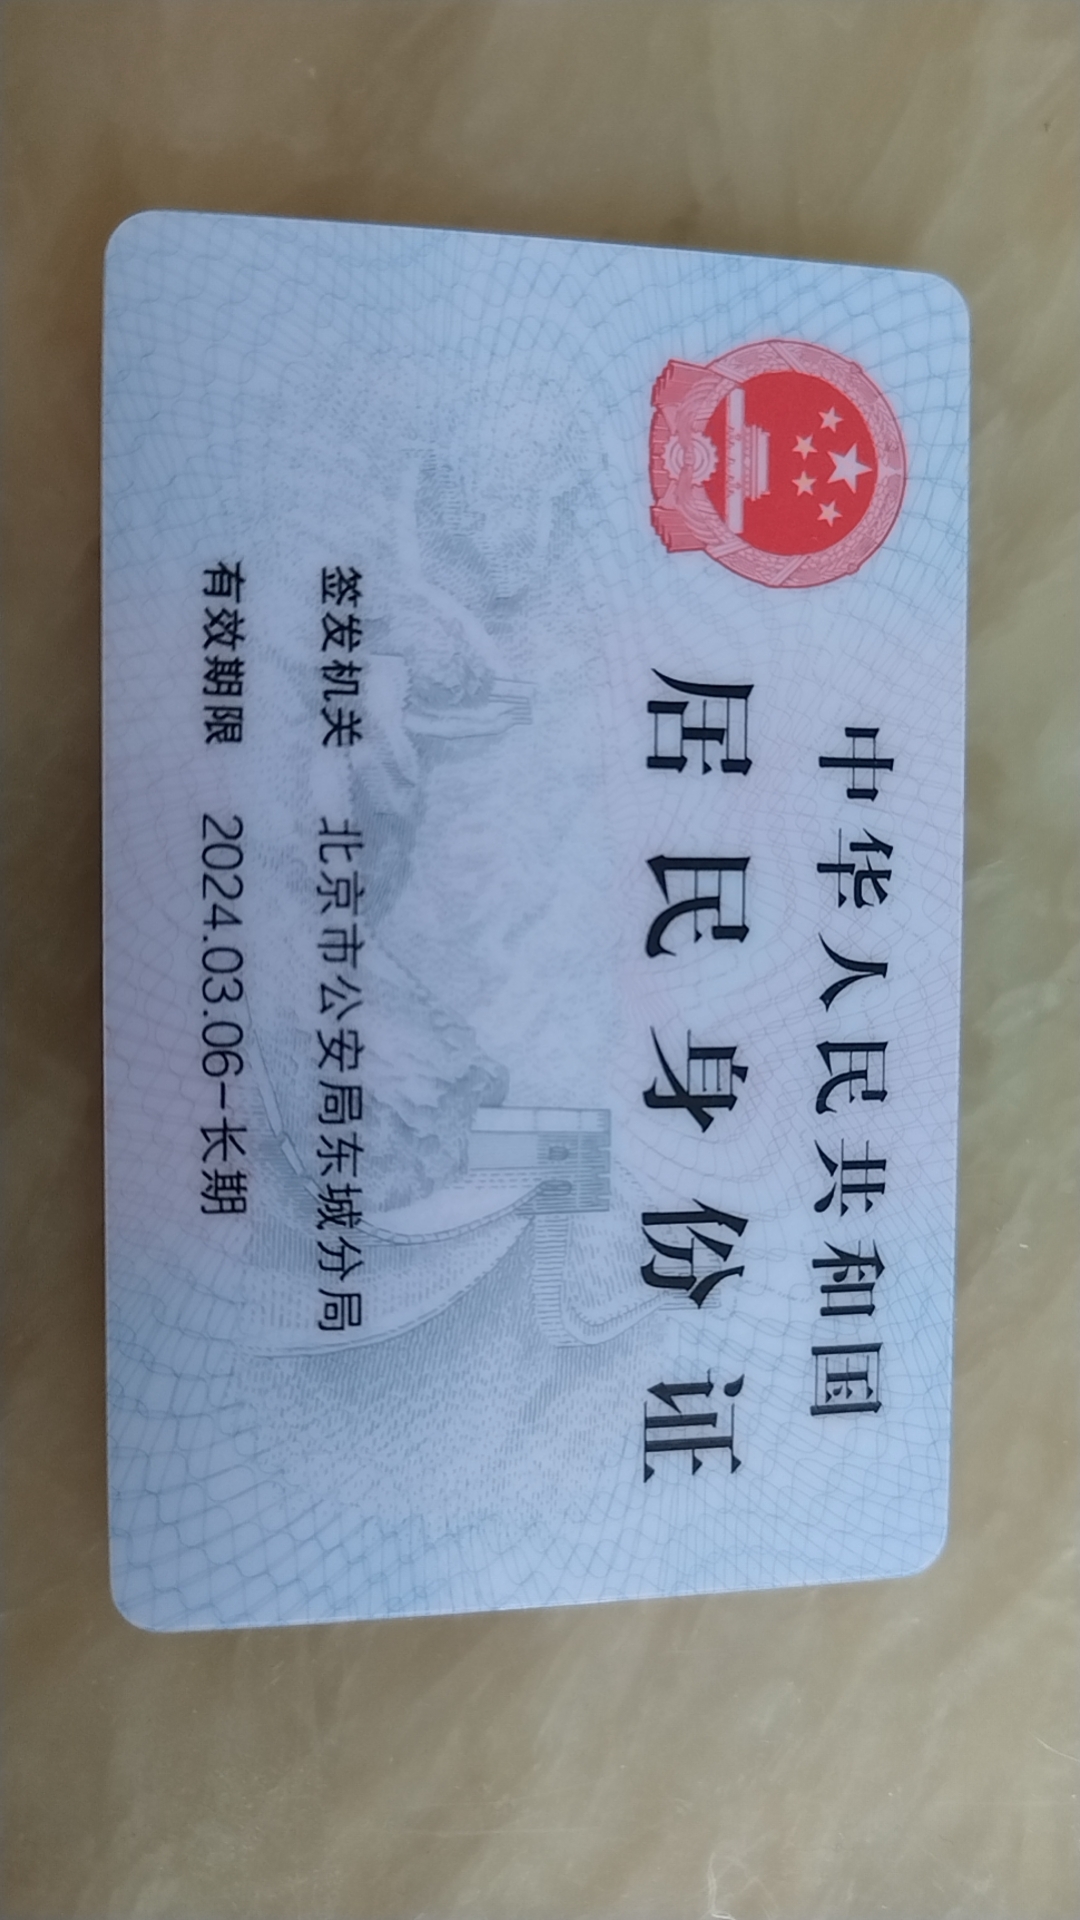 中华人民共和国
居民身份证
签发机关 北京市公安局东城分局
有效期限 2024.03.06-长期